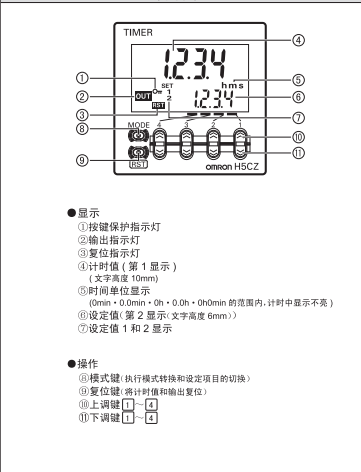 TIMER
④
1.2.3.4
①
SET
h m s
⑤
②
OUT
1
2
1.2.3.4
⑥
③
RST
⑦
⑧
MODE
4 3 2 1
⑩
⑨
RST
⑪
OMRON H5CZ
●显示
①按键保护指示灯
②输出指示灯
③复位指示灯
④计时值(第1显示)
(文字高度 10mm)
⑤时间单位显示
(0min・0.0min・0h・0.0h・0h0min 的范围内,计时中显示不亮)
⑥设定值(第2显示(文字高度 6mm))
⑦设定值1和2显示
●操作
⑧模式键(执行模式转换和设定项目的切换)
⑨复位键(将计时值和输出复位)
⑩上调键 1 ~ 4
⑪下调键 1 ~ 4